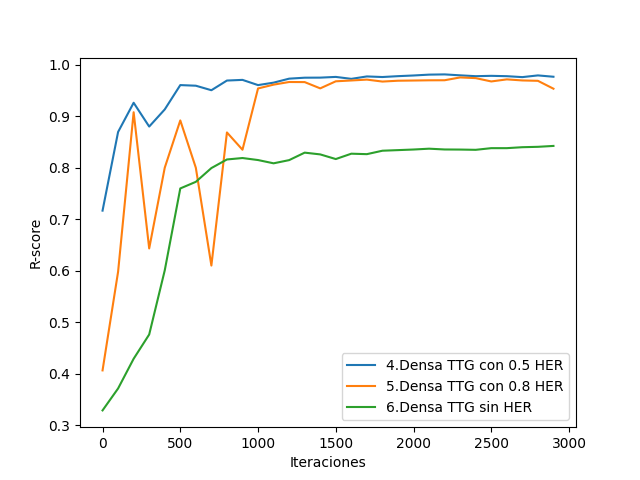 1.0
0.9
0.8
0.7
0.6
0.5
0.4
0.3
R-score
4.Densa TTG con 0.5 HER
5.Densa TTG con 0.8 HER
6.Densa TTG sin HER
0 500 1000 1500 2000 2500 3000
Iteraciones